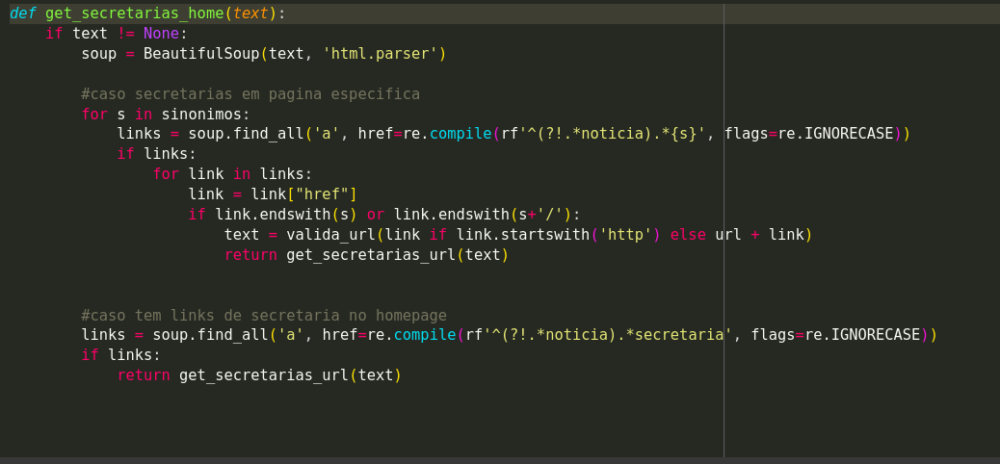 def get_secretarias_home(text):
    if text != None:
        soup = BeautifulSoup(text, 'html.parser')

        #caso secretarias em pagina especifica
        for s in sinonimos:
            links = soup.find_all('a', href=re.compile(rf'^(?!.*noticia).*{s}', flags=re.IGNORECASE))
            if links:
                for link in links:
                    link = link["href"]
                    if link.endswith(s) or link.endswith(s+'/'):
                        text = valida_url(link if link.startswith('http') else url + link)
                        return get_secretarias_url(text)


        #caso tem links de secretaria no homepage
        links = soup.find_all('a', href=re.compile(rf'^(?!.*noticia).*secretaria', flags=re.IGNORECASE))
        if links:
            return get_secretarias_url(text)